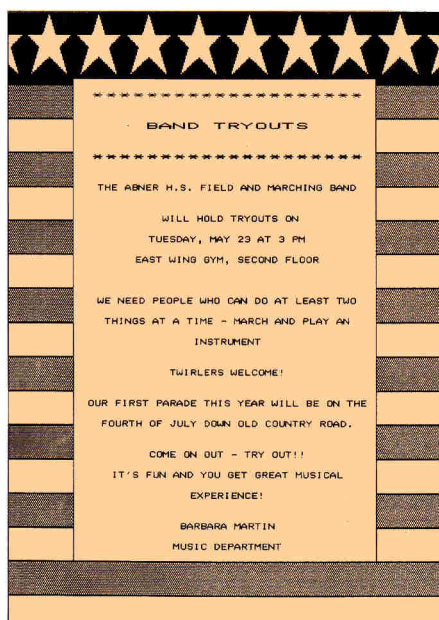 * * * * * * * * * * * * * * * * * * * *
BAND TRYOUTS
* * * * * * * * * * * * * * * * * * * *
THE ABNER H.S. FIELD AND MARCHING BAND
WILL HOLD TRYOUTS ON
TUESDAY, MAY 23 AT 3 PM
EAST WING GYM, SECOND FLOOR
WE NEED PEOPLE WHO CAN DO AT LEAST TWO
THINGS AT A TIME - MARCH AND PLAY AN
INSTRUMENT
TWIRLERS WELCOME!
OUR FIRST PARADE THIS YEAR WILL BE ON THE
FOURTH OF JULY DOWN OLD COUNTRY ROAD.
COME ON OUT - TRY OUT!!
IT'S FUN AND YOU GET GREAT MUSICAL
EXPERIENCE!
BARBARA MARTIN
MUSIC DEPARTMENT